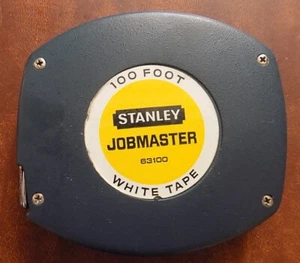 100 FOOT
STANLEY
JOBMASTER
63100
WHITE TAPE